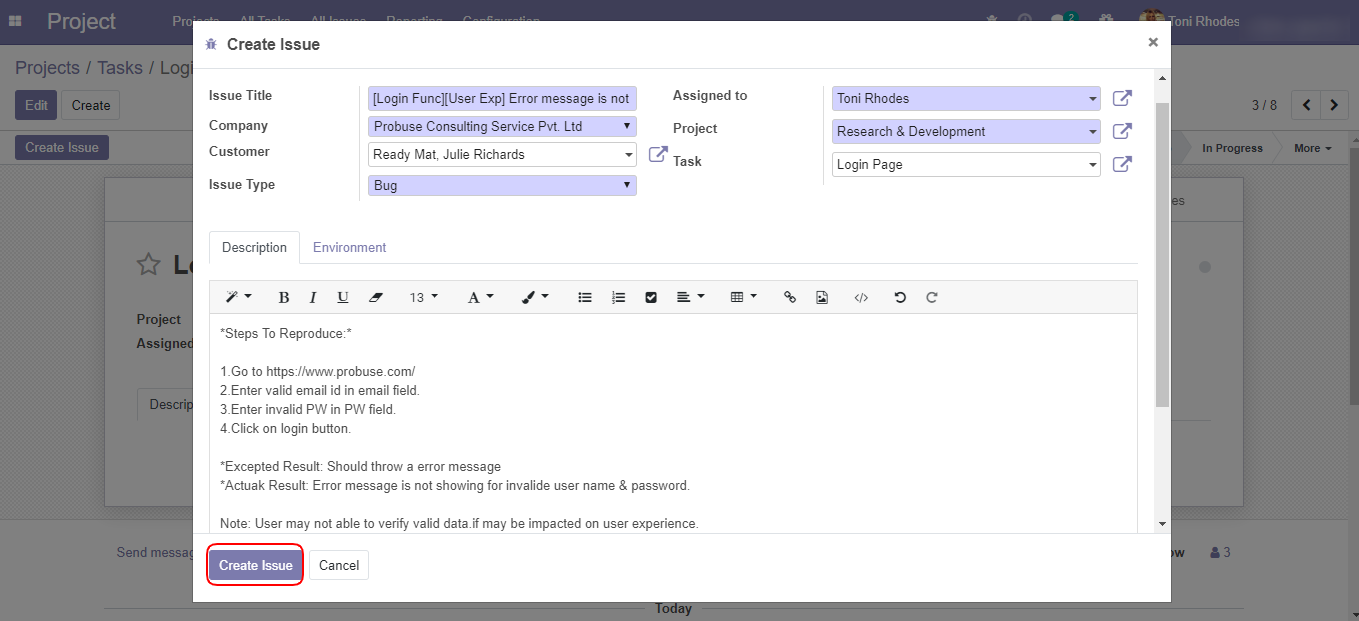 Project Projects All Tasks All Issues Reporting Configuration 2 Toni Rhodes
Projects / Tasks /
Edit Create
3 / 8
Create Issue
In Progress More
Project
Assigned
Send
3
Today
Create Issue ×
Issue Title [Login Func][User Exp] Error message is not
Company Probuse Consulting Service Pvt. Ltd
Customer Ready Mat, Julie Richards
Issue Type Bug
Assigned to Toni Rhodes
Project Research & Development
Task Login Page
Description Environment
B I U 13 A
*Steps To Reproduce:*
1.Go to https://www.probuse.com/
2.Enter valid email id in email field.
3.Enter invalid PW in PW field.
4.Click on login button.
*Excepted Result: Should throw a error message
*Actuak Result: Error message is not showing for invalide user name & password.
Note: User may not able to verify valid data.if may be impacted on user experience.
Create Issue Cancel